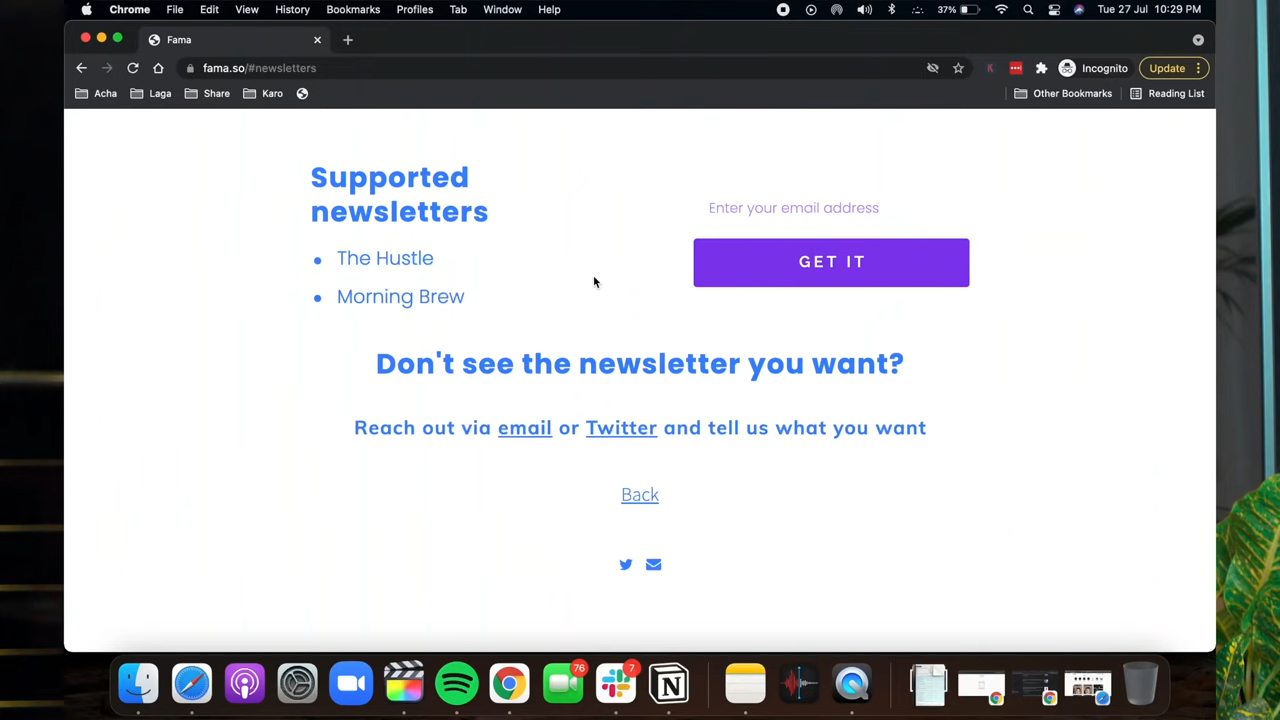 Chrome File Edit View History Bookmarks Profiles Tab Window Help 37% Tue 27 Jul 10:29 PM
Fama
fama.so/#newsletters Incognito Update
Acha Laga Share Karo Other Bookmarks Reading List
Supported
newsletters
The Hustle
Morning Brew
Enter your email address
GET IT
Don't see the newsletter you want?
Reach out via email or Twitter and tell us what you want
Back
76 7